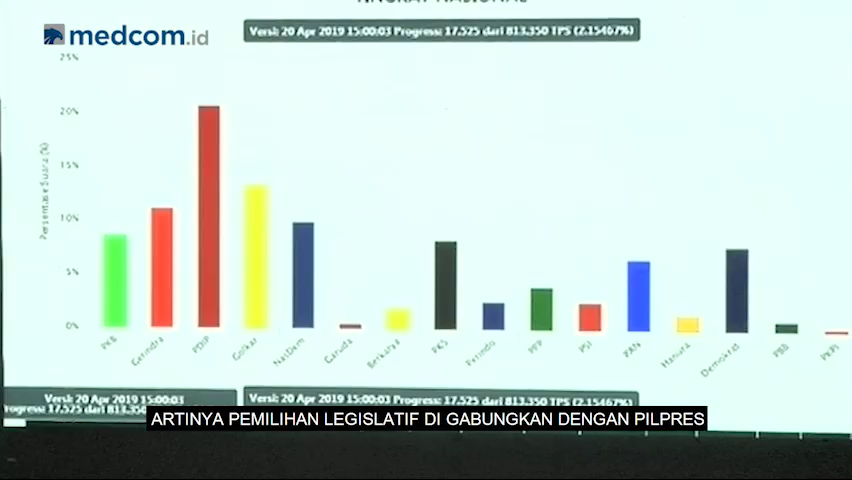 TINGKAT NASIONAL
medcom.id
Versi: 20 Apr 2019 15:00:03 Progress: 17.525 dari 813.350 TPS (2.15467%)
25%
20%
15%
10%
5%
0%
Persentase Suara (%)
PKB
Gerindra
PDIP
Golkar
NasDem
Garuda
Berkarya
PKS
Perindo
PPP
PSI
PAN
Hanura
Demokrat
PBB
PKPI
Versi: 20 Apr 2019 15:00:03
rogress: 17.525 dari 813.350
Versi: 20 Apr 2019 15:00:03 Progress: 17.525 dari 813.350 TPS (2.15467%)
ARTINYA PEMILIHAN LEGISLATIF DI GABUNGKAN DENGAN PILPRES